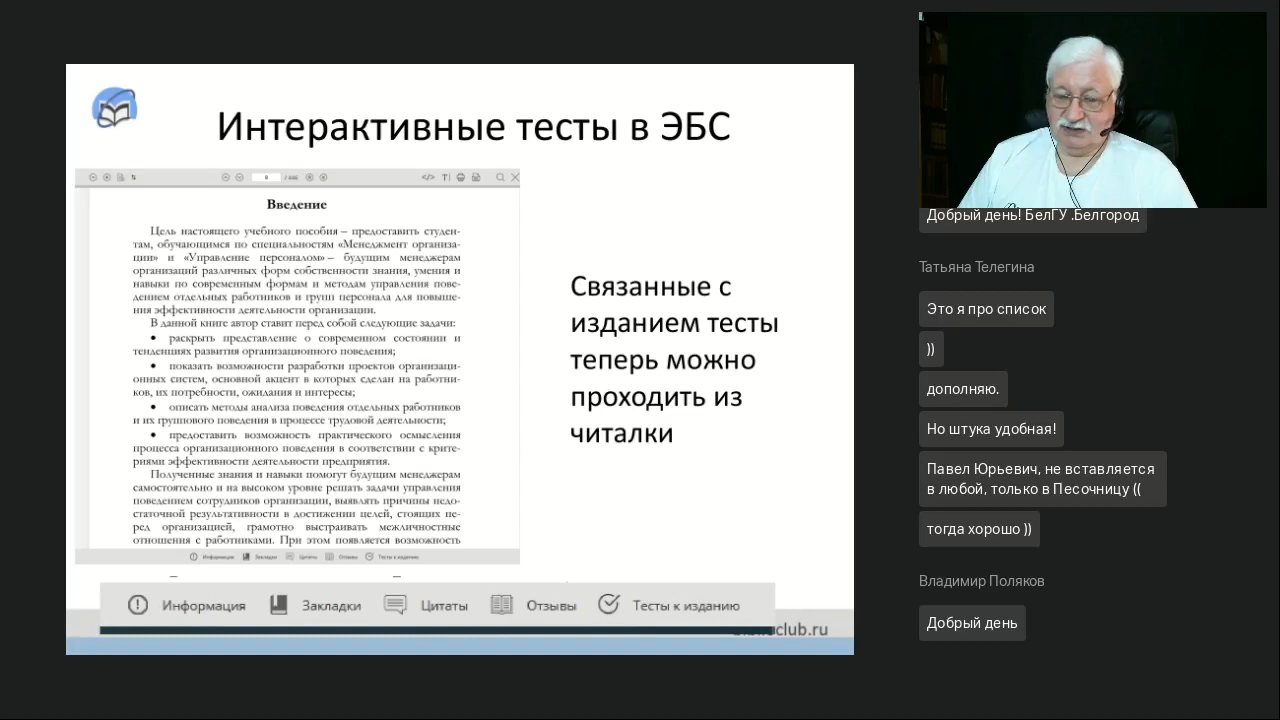 Интерактивные тесты в ЭБС
Введение
Цель настоящего учебного пособия – предоставить студен-
там, обучающимся по специальностям «Менеджмент организа-
ции» и «Управление персоналом» – будущим менеджерам
организаций различных форм собственности знания, умения и
навыки по современным формам и методам управления пове-
дением отдельных работников и групп персонала для повыше-
ния эффективности деятельности организации.
В данной книге автор ставит перед собой следующие задачи:
• раскрыть представление о современном состоянии и
тенденциях развития организационного поведения;
• показать возможности разработки проектов организаци-
онных систем, основной акцент в которых сделан на работни-
ков, их потребности, ожидания и интересы;
• описать методы анализа поведения отдельных работников
и их группового поведения в процессе трудовой деятельности;
• предоставить возможность практического осмысления
процесса организационного поведения в соответствии с крите-
риями эффективности деятельности предприятия.
Полученные знания и навыки помогут будущим менеджерам
самостоятельно и на высоком уровне решать задачи управления
поведением сотрудников организации, выявлять причины недо-
статочной результативности в достижении целей, стоящих пе-
ред организацией, грамотно выстраивать межличностные
отношения с работниками. При этом появляется возможность
Информация Закладки Цитаты Отзывы Тесты к изданию
Связанные с
изданием тесты
теперь можно
проходить из
читалки
Информация Закладки Цитаты Отзывы Тесты к изданию
club.ru
Добрый день! БелГУ .Белгород
Татьяна Телегина
Это я про список
))
дополняю.
Но штука удобная!
Павел Юрьевич, не вставляется
в любой, только в Песочницу ((
тогда хорошо ))
Владимир Поляков
Добрый день